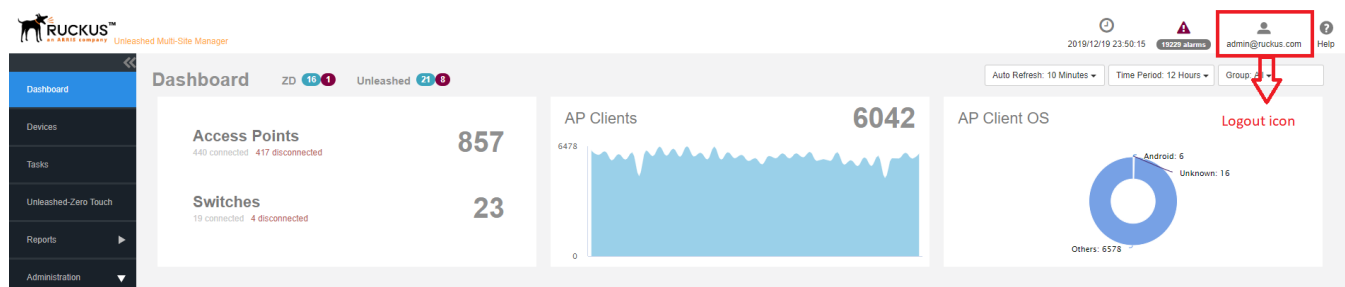 RUCKUS™
an ARRIS company
Unleashed Multi-Site Manager
2019/12/19 23:50:15
19229 alarms
admin@ruckus.com
Help
Dashboard
Devices
Tasks
Unleashed-Zero Touch
Reports
Administration
Dashboard
ZD 16 1
Unleashed 21 8
Auto Refresh: 10 Minutes
Time Period: 12 Hours
Group: All
Logout icon
Access Points
857
440 connected 417 disconnected
Switches
23
19 connected 4 disconnected
AP Clients
6042
6478
0
AP Client OS
Android: 6
Unknown: 16
Others: 6578